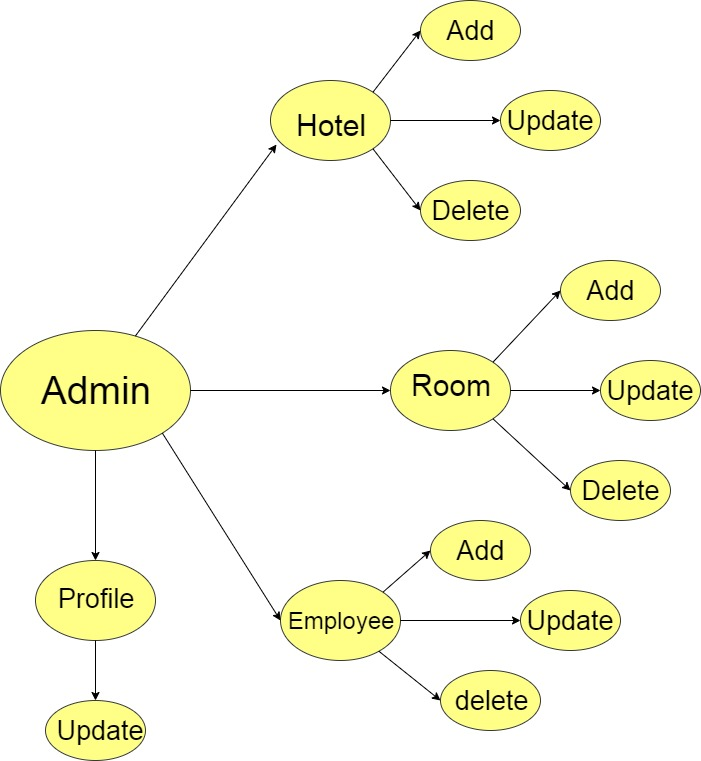 Add
Hotel
Update
Delete
Add
Admin
Room
Update
Delete
Add
Profile
Employee
Update
Update
delete